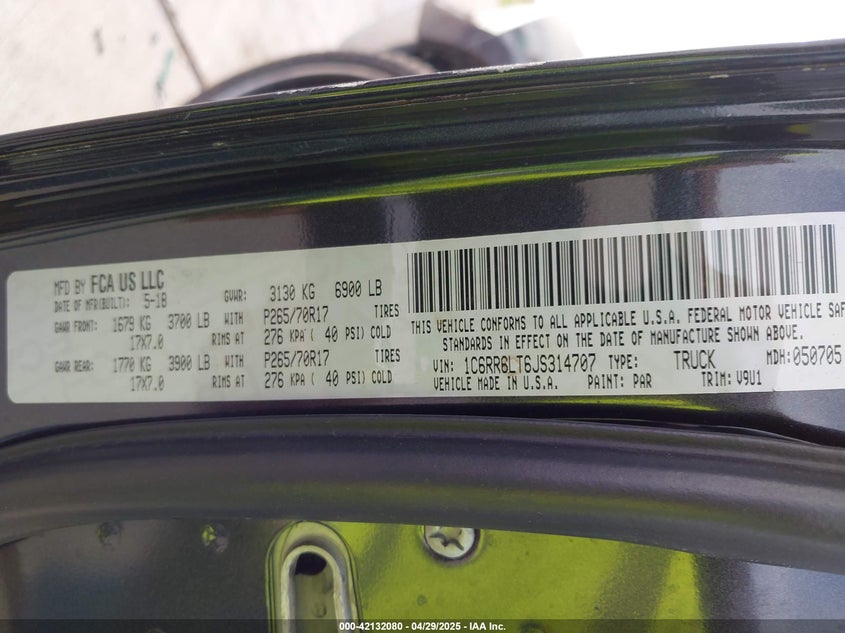 MFD BY FCA US LLC
DATE OF MFR(BUILT): 5-18 GVWR: 3130 KG 6900 LB
GAWR FRONT: 1679 KG 3700 LB WITH P265/70R17 TIRES
17X7.0 RIMS AT 276 KPA( 40 PSI) COLD
GAWR REAR: 1770 KG 3900 LB WITH P265/70R17 TIRES
17X7.0 RIMS AT 276 KPA( 40 PSI) COLD
THIS VEHICLE CONFORMS TO ALL APPLICABLE U.S.A. FEDERAL MOTOR VEHICLE SAF
STANDARDS IN EFFECT ON THE DATE OF MANUFACTURE SHOWN ABOVE.
VIN: 1C6RR6LT6JS314707 TYPE: TRUCK MDH:050705
VEHICLE MADE IN U.S.A. PAINT: PAR TRIM: V9U1
000-42132080 - 04/29/2025 - IAA Inc.